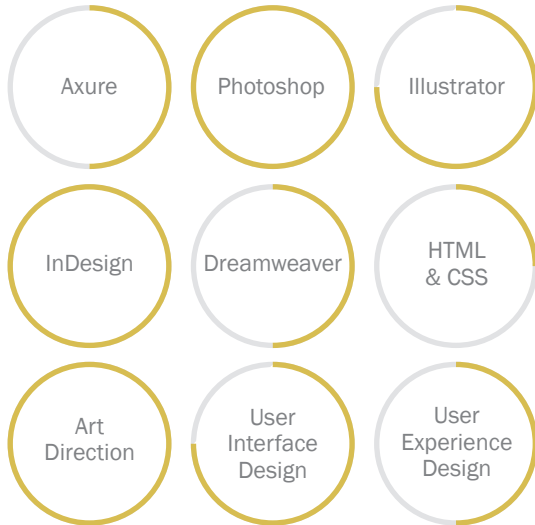 Axure
Photoshop
Illustrator
InDesign
Dreamweaver
HTML
& CSS
Art
Direction
User
Interface
Design
User
Experience
Design